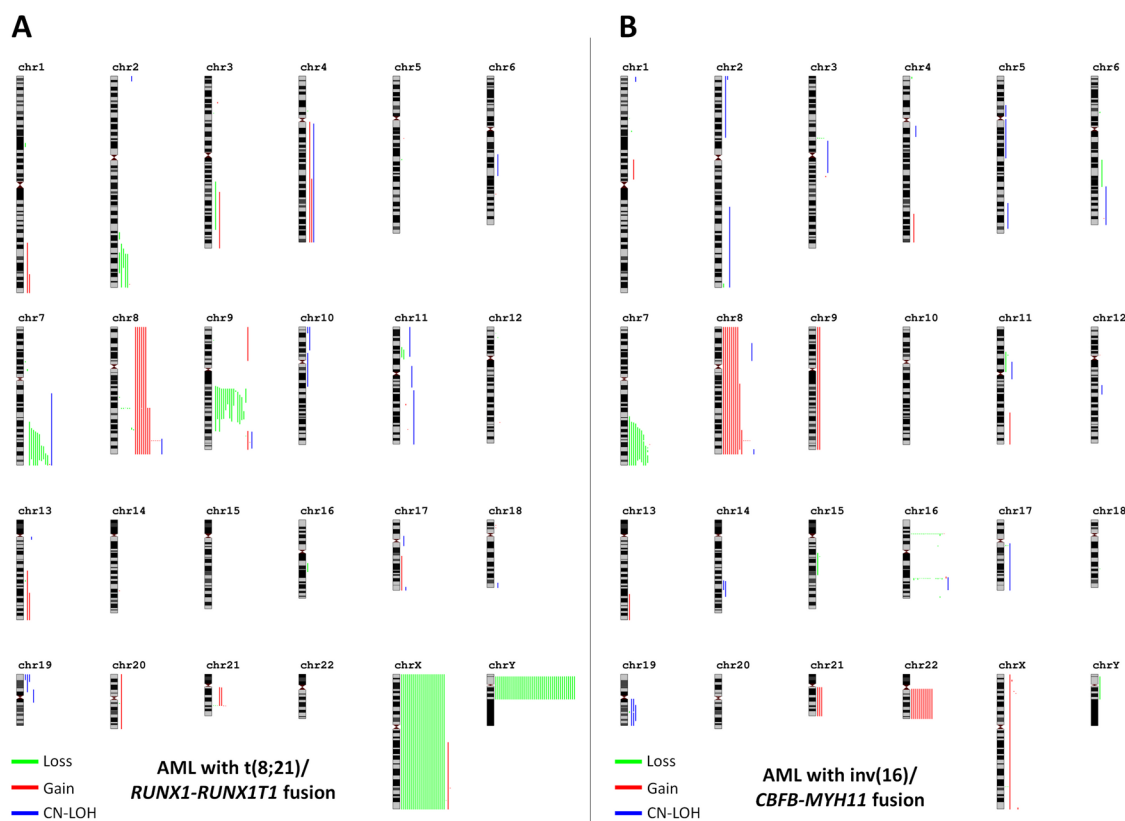 A
B
chr1 chr2 chr3 chr4 chr5 chr6
chr1 chr2 chr3 chr4 chr5 chr6
chr7 chr8 chr9 chr10 chr11 chr12
chr7 chr8 chr9 chr10 chr11 chr12
chr13 chr14 chr15 chr16 chr17 chr18
chr13 chr14 chr15 chr16 chr17 chr18
chr19 chr20 chr21 chr22 chrX chrY
chr19 chr20 chr21 chr22 chrX chrY
Loss
Gain
CN-LOH
AML with t(8;21)/
RUNX1-RUNX1T1 fusion
Loss
Gain
CN-LOH
AML with inv(16)/
CBFB-MYH11 fusion